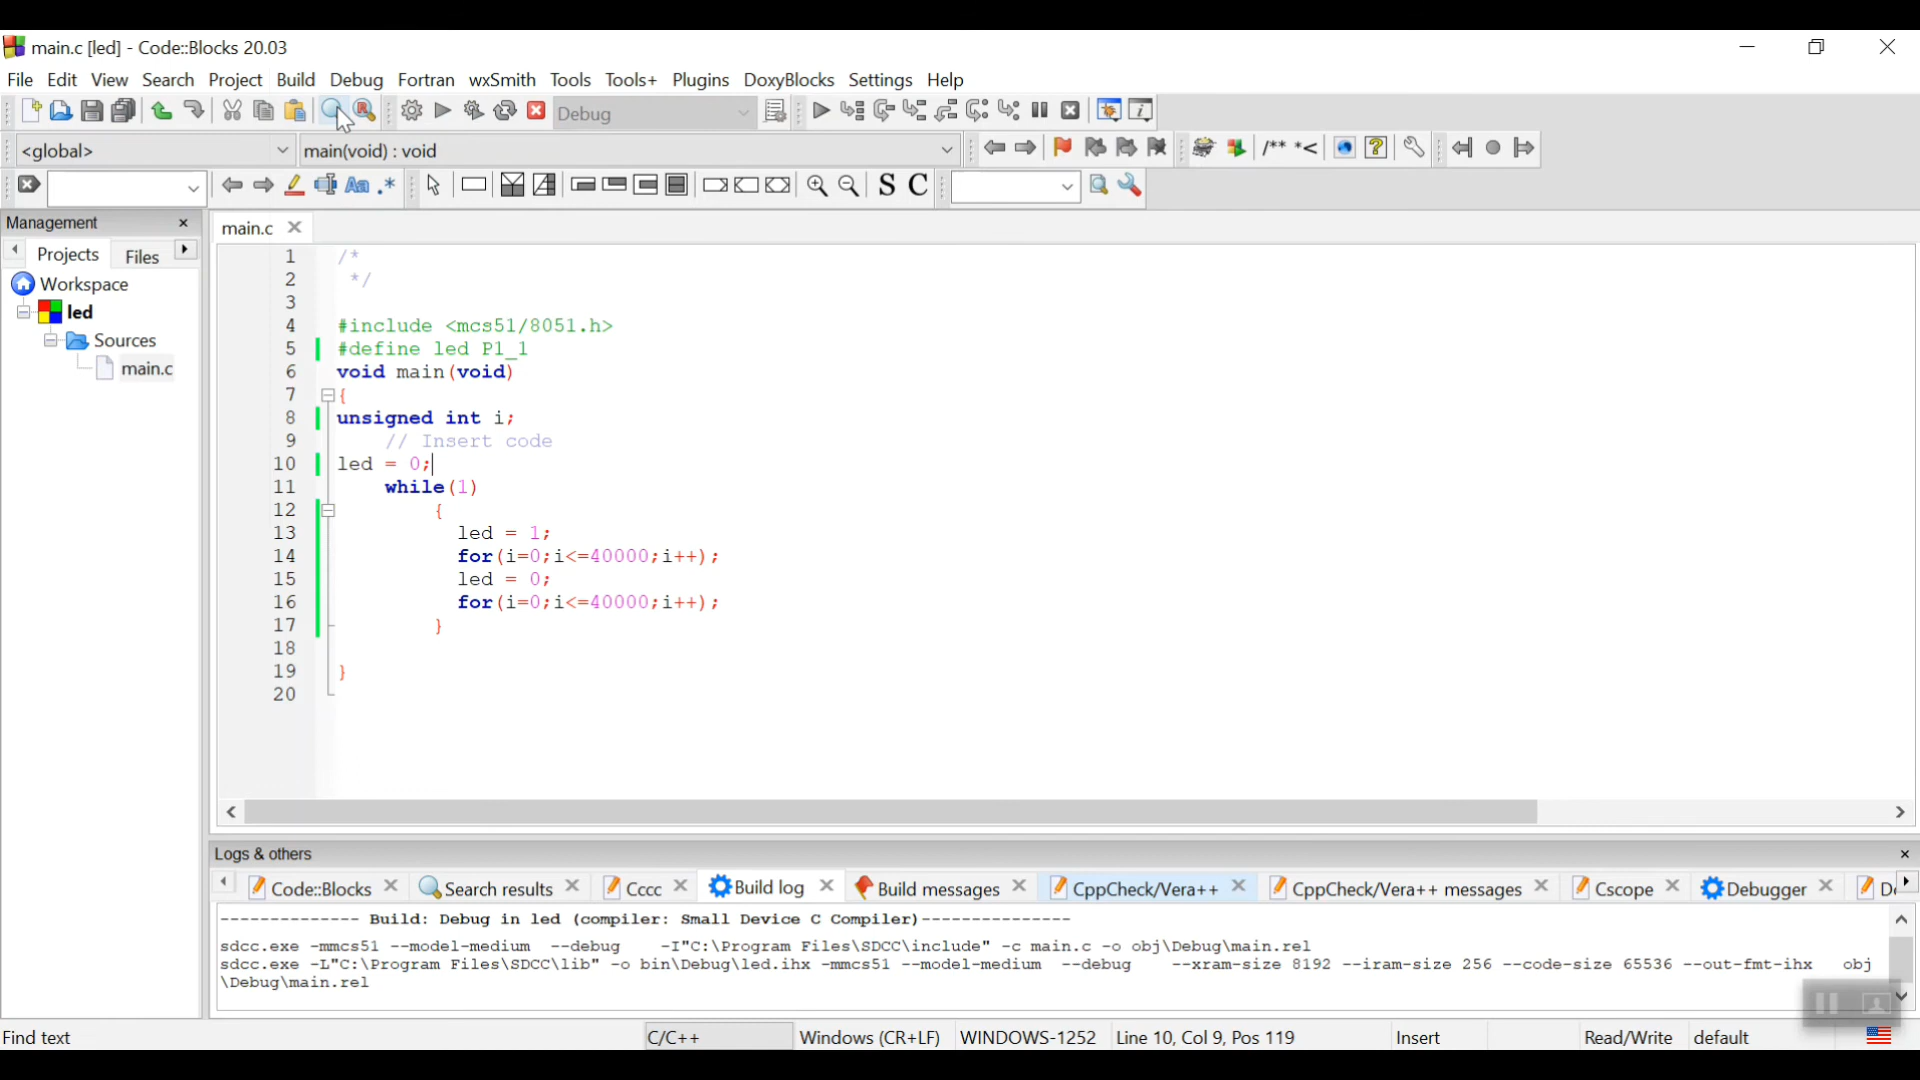 main.c [led] - Code::Blocks 20.03
File Edit View Search Project Build Debug Fortran wxSmith Tools Tools+ Plugins DoxyBlocks Settings Help
Debug
<global> main(void) : void /** *<
Aa .* S C
Management
Projects Files
Workspace
led
Sources
main.c
main.c
1 /*
2 */
3
4 #include <mcs51/8051.h>
5 #define led P1_1
6 void main(void)
7 {
8 unsigned int i;
9 // Insert code
10 led = 0;
11 while(1)
12 {
13 led = 1;
14 for(i=0;i<=40000;i++);
15 led = 0;
16 for(i=0;i<=40000;i++);
17 }
18
19 }
20
Logs & others
Code::Blocks Search results Cccc Build log Build messages CppCheck/Vera++ CppCheck/Vera++ messages Cscope Debugger
-------------- Build: Debug in led (compiler: Small Device C Compiler)---------------
sdcc.exe -mmcs51 --model-medium --debug -I"C:\Program Files\SDCC\include" -c main.c -o obj\Debug\main.rel
sdcc.exe -L"C:\Program Files\SDCC\lib" -o bin\Debug\led.ihx -mmcs51 --model-medium --debug --xram-size 8192 --iram-size 256 --code-size 65536 --out-fmt-ihx obj
\Debug\main.rel
Find text C/C++ Windows (CR+LF) WINDOWS-1252 Line 10, Col 9, Pos 119 Insert Read/Write default